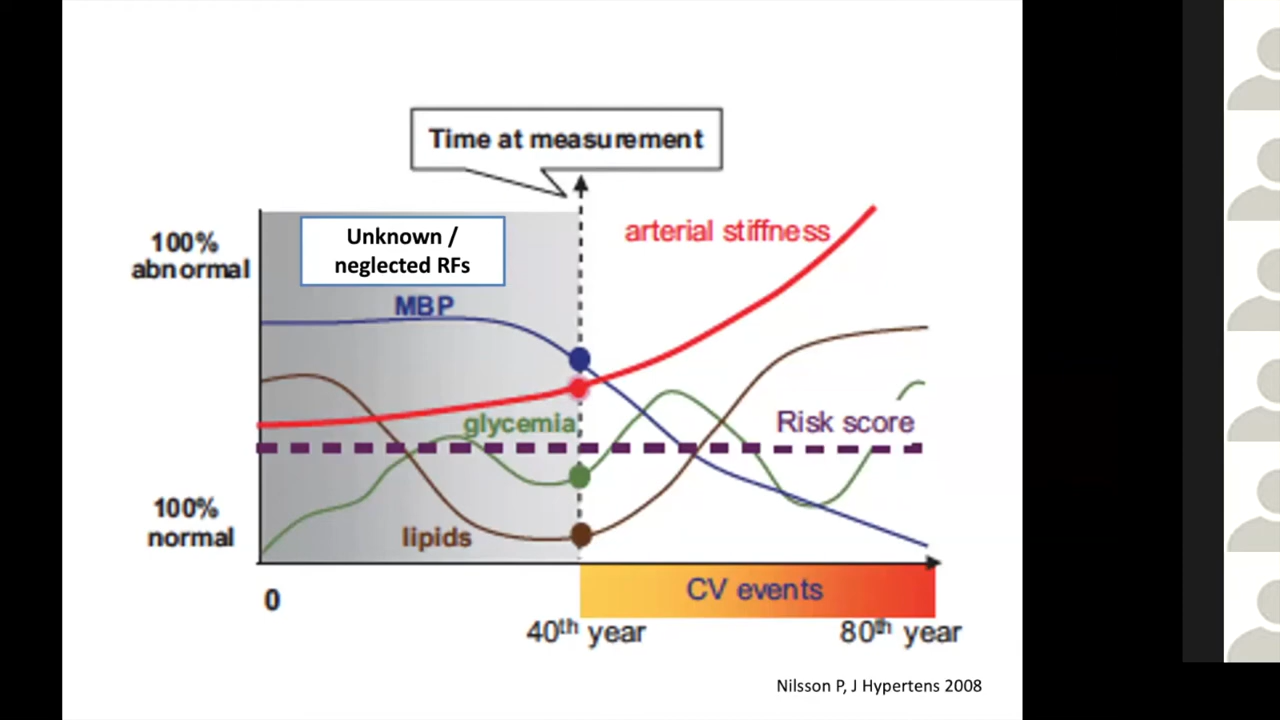 Time at measurement
arterial stiffness
100%
abnormal
Unknown /
neglected RFs
MBP
glycemia
Risk score
100%
normal
lipids
CV events
0
40th year
80th year
Nilsson P, J Hypertens 2008